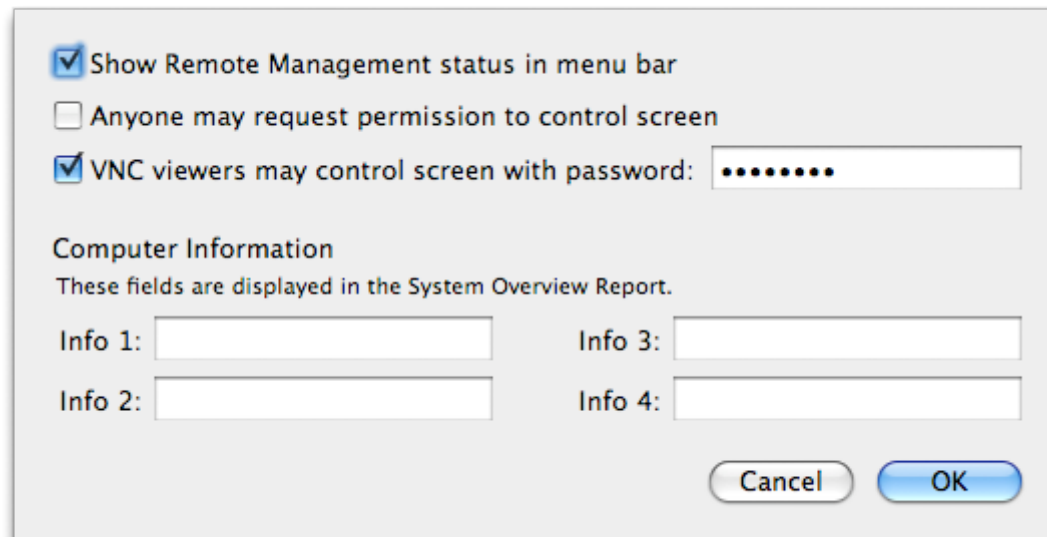 Show Remote Management status in menu bar
Anyone may request permission to control screen
VNC viewers may control screen with password: ••••••••
Computer Information
These fields are displayed in the System Overview Report.
Info 1: Info 3:
Info 2: Info 4:
Cancel OK